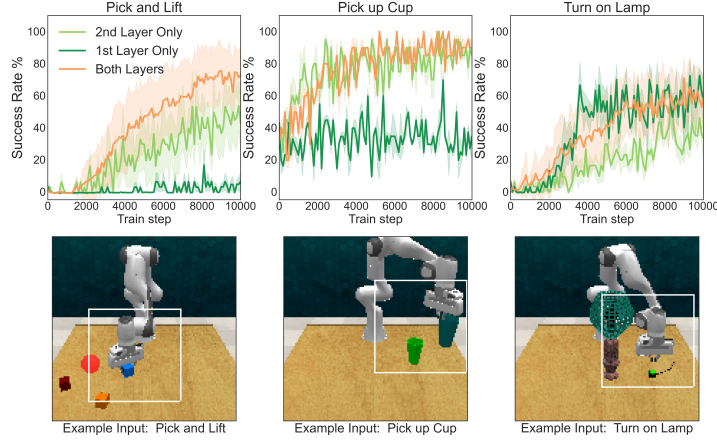 Pick and Lift
Pick up Cup
Turn on Lamp
Success Rate %
100
80
60
40
20
0
2nd Layer Only
1st Layer Only
Both Layers
0 2000 4000 6000 8000 10000
Train step
Success Rate %
100
80
60
40
20
0
0 2000 4000 6000 8000 10000
Train step
Success Rate %
100
80
60
40
20
0
0 2000 4000 6000 8000 10000
Train step
Example Input: Pick and Lift
Example Input: Pick up Cup
Example Input: Turn on Lamp